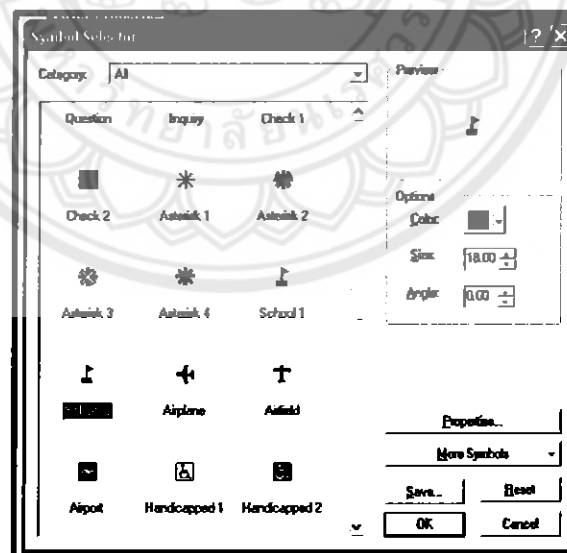 Symbol Selector
? X
Category: All
Preview
Question Inquiry Check 1
Check 2 Asterisk 1 Asterisk 2
Options
Color:
Size: 18.00
Angle: 0.00
Asterisk 3 Asterisk 4 School 1
Airplane Airfield
Properties...
More Symbols
Airport Handicapped 1 Handicapped 2
Save... Reset
OK Cancel